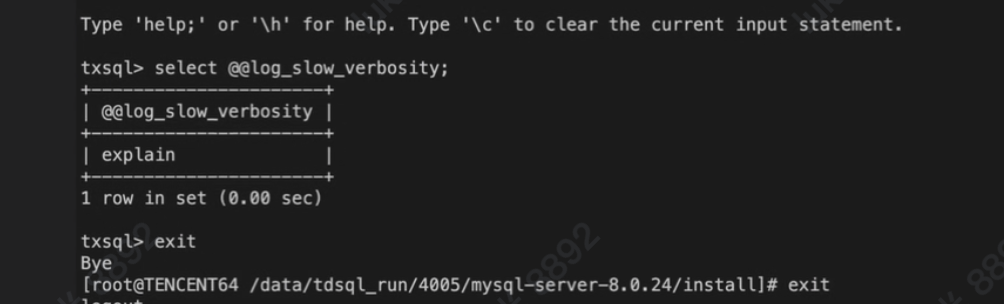 Type 'help;' or '\h' for help. Type '\c' to clear the current input statement.
txsql> select @@log_slow_verbosity;
+----------------------+
| @@log_slow_verbosity |
+----------------------+
| explain              |
+----------------------+
1 row in set (0.00 sec)
txsql> exit
Bye
[root@TENCENT64 /data/tdsql_run/4005/mysql-server-8.0.24/install]# exit
logout
8892